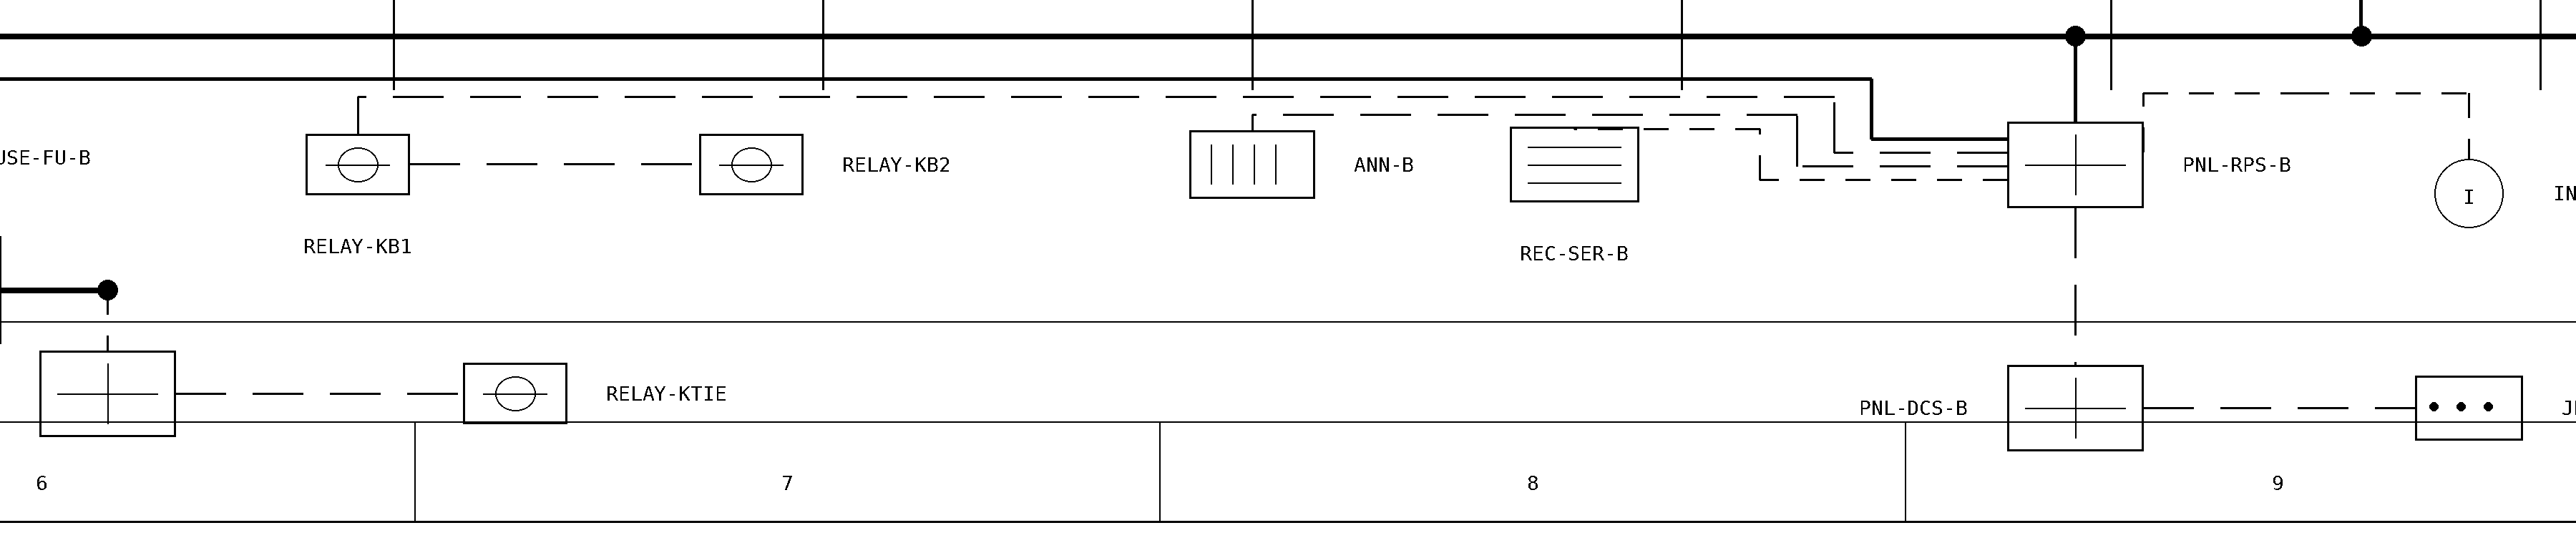 USE-FU-B
RELAY-KB2
ANN-B
PNL-RPS-B
I
IN
RELAY-KB1
REC-SER-B
RELAY-KTIE
PNL-DCS-B
6
7
8
9